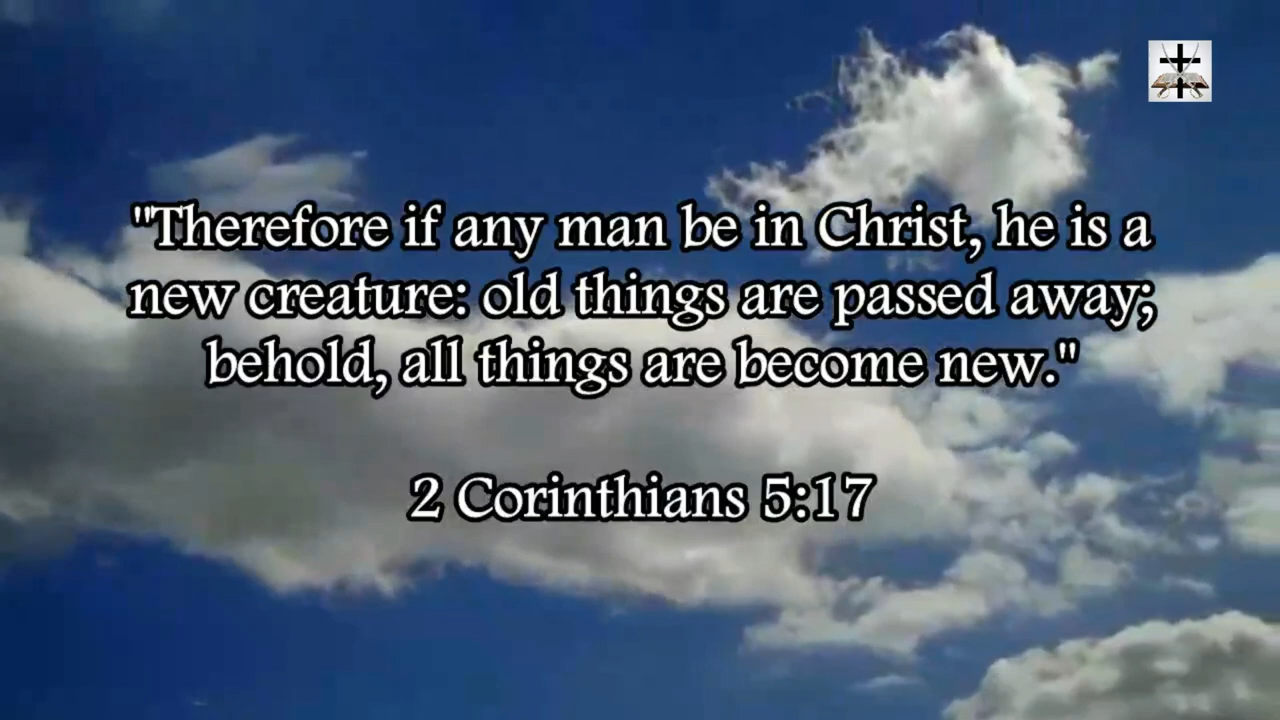 "Therefore if any man be in Christ, he is a
new creature: old things are passed away;
behold, all things are become new."
2 Corinthians 5:17